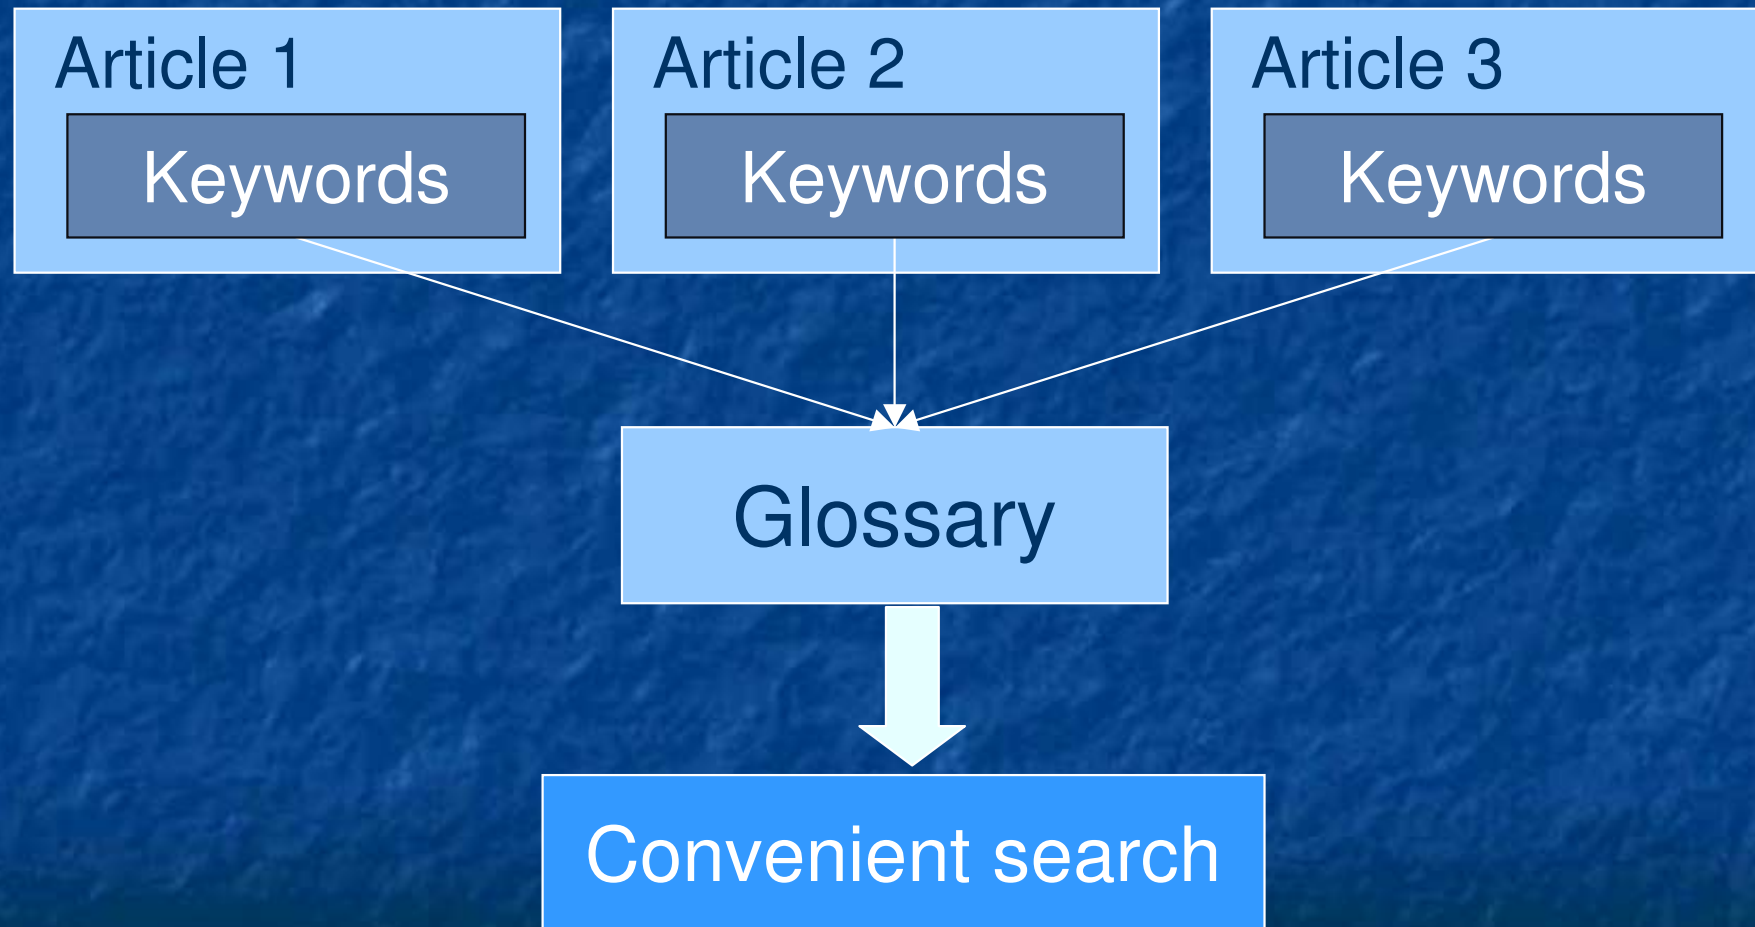 Article 1
Keywords
Article 2
Keywords
Article 3
Keywords
Glossary
Convenient search